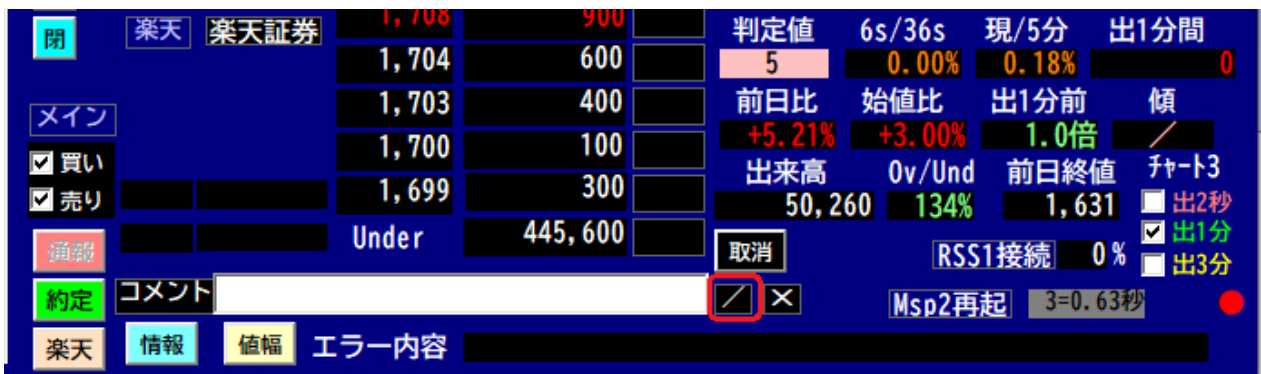 閉 楽天 楽天証券 1,708 900 判定値 6s/36s 現/5分 出1分間
1,704 600 5 0.00% 0.18% 0
メイン 1,703 400 前日比 始値比 出1分前 傾
+5.21% +3.00% 1.0倍 ／
買い 1,700 100 出来高 Ov/Und 前日終値 ﾁｬｰﾄ3
売り 1,699 300 50,260 134% 1,631 出2秒
通報 Under 445,600 取消 RSS1接続 0% 出1分
出3分
約定 コメント ／ × Msp2再起 3=0.63秒
楽天 情報 値幅 エラー内容